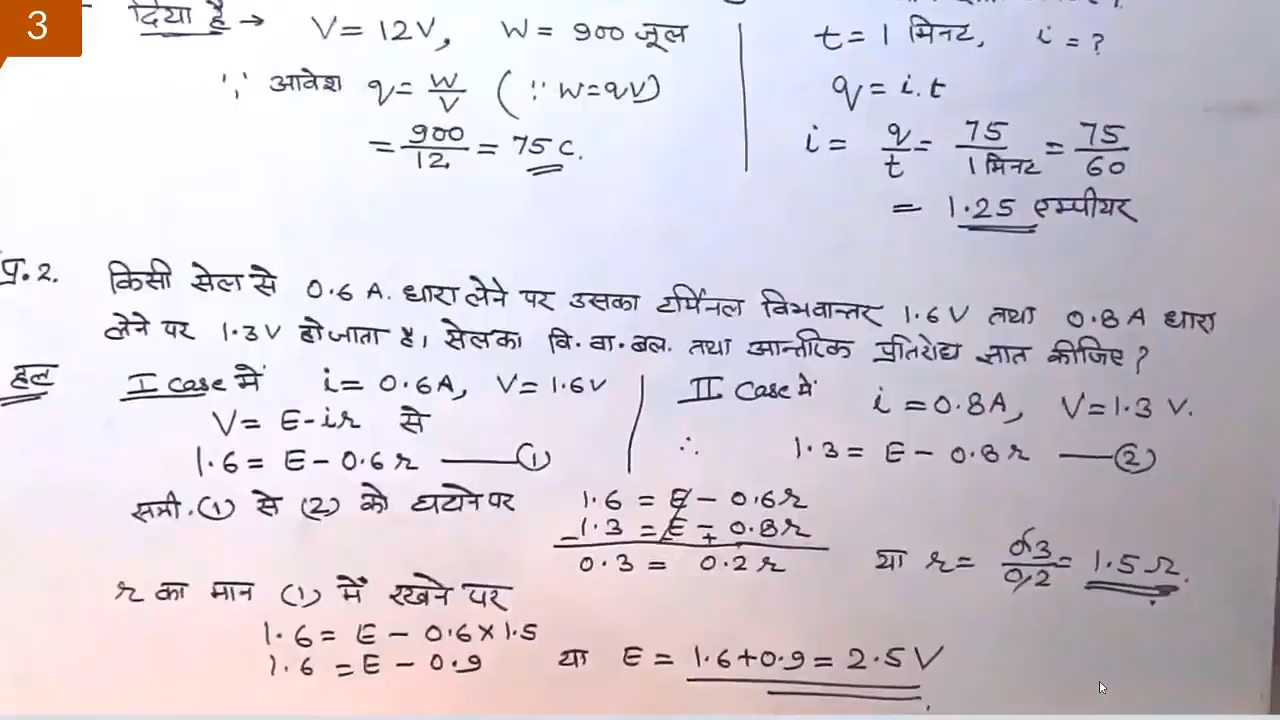 3
दिया है → V = 12V, W = 900 जूल
∵ आवेश q = W/V (∵ W = qV)
= 900/12 = 75 C.
t = 1 मिनट, i = ?
q = i.t
i = q/t = 75/1 मिनट = 75/60
= 1.25 एम्पीयर
प्र.2. किसी सेल से 0.6 A. धारा लेने पर उसका टर्मिनल विभवान्तर 1.6 V तथा 0.8 A धारा
लेने पर 1.3 V हो जाता है। सेल का वि. वा. बल. तथा आन्तरिक प्रतिरोध ज्ञात कीजिए ?
हल I Case में i = 0.6A, V = 1.6V
V = E - ir से
1.6 = E - 0.6r —— (1)
II Case में i = 0.8A, V = 1.3 V.
∴ 1.3 = E - 0.8r —— (2)
समी. (1) से (2) को घटाने पर
1.6 = E - 0.6r
- 1.3 = E - 0.8r
- +
0.3 = 0.2r या r = 0.3/0.2 = 1.5 Ω.
r का मान (1) में रखने पर
1.6 = E - 0.6 × 1.5
1.6 = E - 0.9 या E = 1.6 + 0.9 = 2.5 V